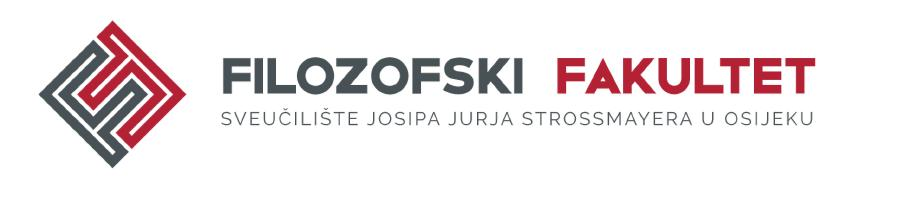 FILOZOFSKI FAKULTET
SVEUČILIŠTE JOSIPA JURJA STROSSMAYERA U OSIJEKU